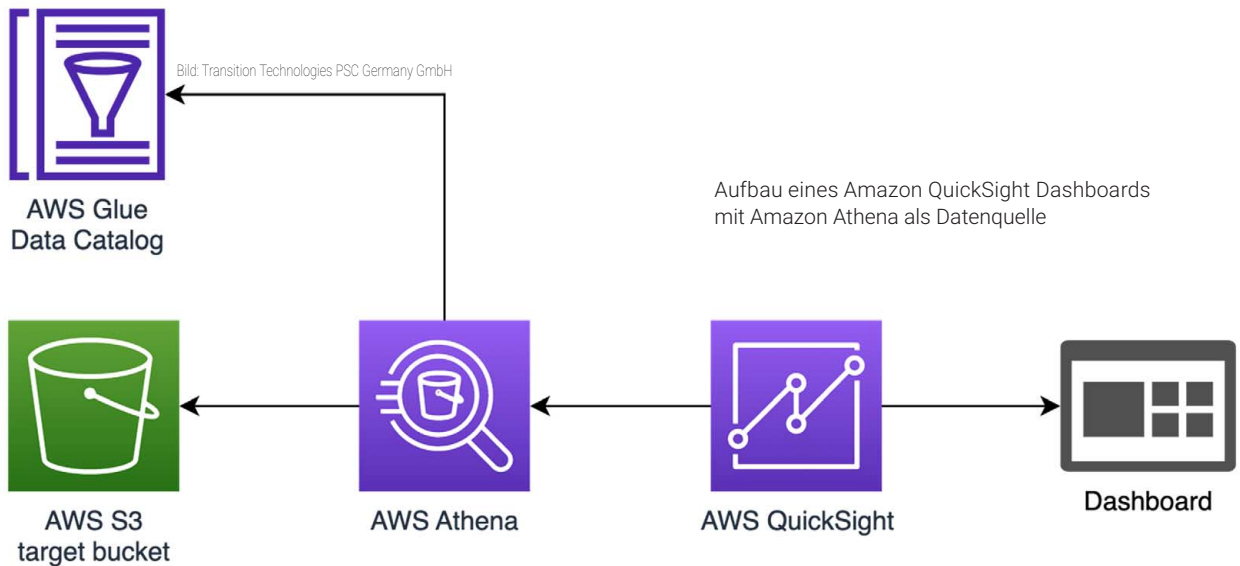 Bild: Transition Technologies PSC Germany GmbH
AWS Glue
Data Catalog
Aufbau eines Amazon QuickSight Dashboards
mit Amazon Athena als Datenquelle
AWS S3
target bucket
AWS Athena
AWS QuickSight
Dashboard